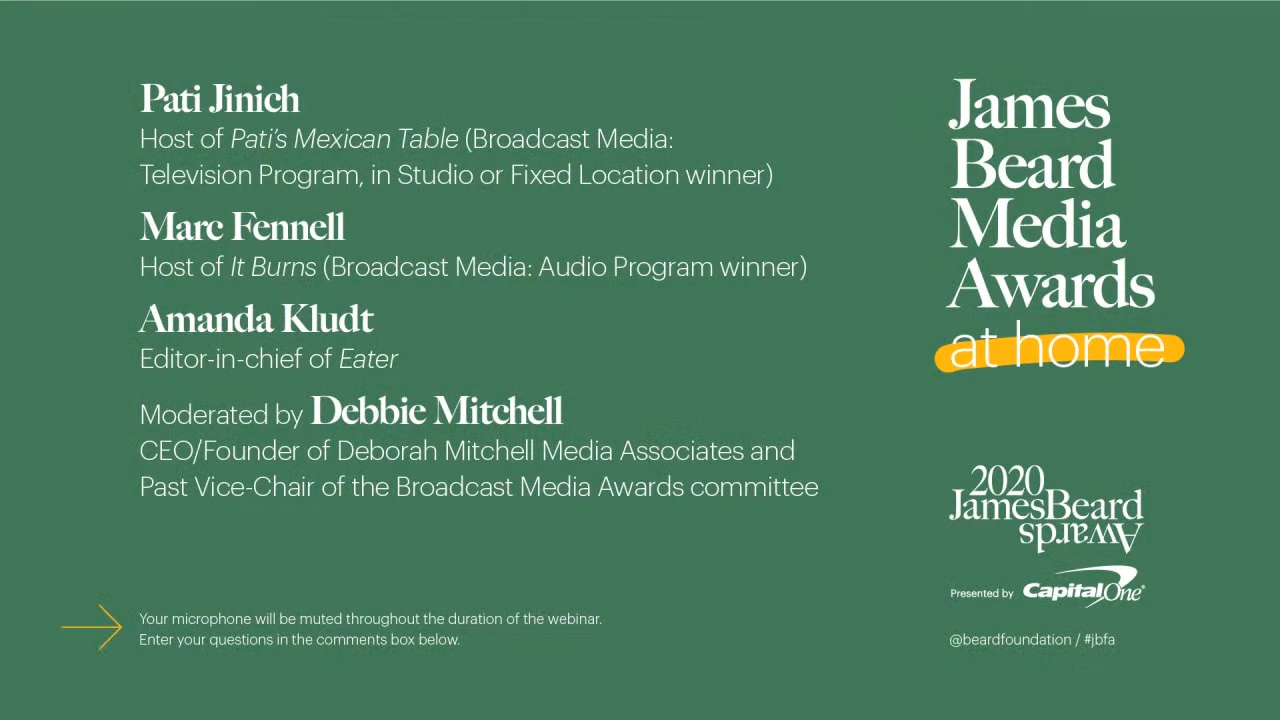 Pati Jinich
Host of Pati's Mexican Table (Broadcast Media:
Television Program, in Studio or Fixed Location winner)
Marc Fennell
Host of It Burns (Broadcast Media: Audio Program winner)
Amanda Kludt
Editor-in-chief of Eater
Moderated by Debbie Mitchell
CEO/Founder of Deborah Mitchell Media Associates and
Past Vice-Chair of the Broadcast Media Awards committee
Your microphone will be muted throughout the duration of the webinar.
Enter your questions in the comments box below.
James
Beard
Media
Awards
at home
2020
JamesBeard
Awards
Presented by CapitalOne®
@beardfoundation / #jbfa